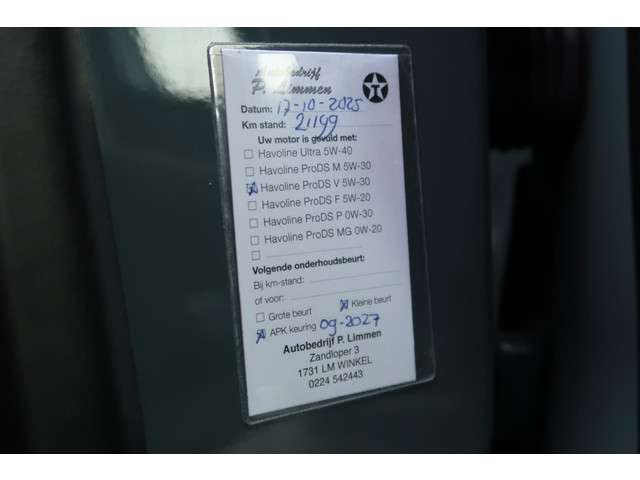 Autobedrijf
P. Limmen
Datum: 17-10-2025
Km stand: 21199
Uw motor is gevuld met:
Havoline Ultra 5W-40
Havoline ProDS M 5W-30
Havoline ProDS V 5W-30
Havoline ProDS F 5W-20
Havoline ProDS P 0W-30
Havoline ProDS MG 0W-20
Volgende onderhoudsbeurt:
Bij km-stand:
of voor:
Grote beurt Kleine beurt
APK keuring 09-2027
Autobedrijf P. Limmen
Zandloper 3
1731 LM WINKEL
0224 542443